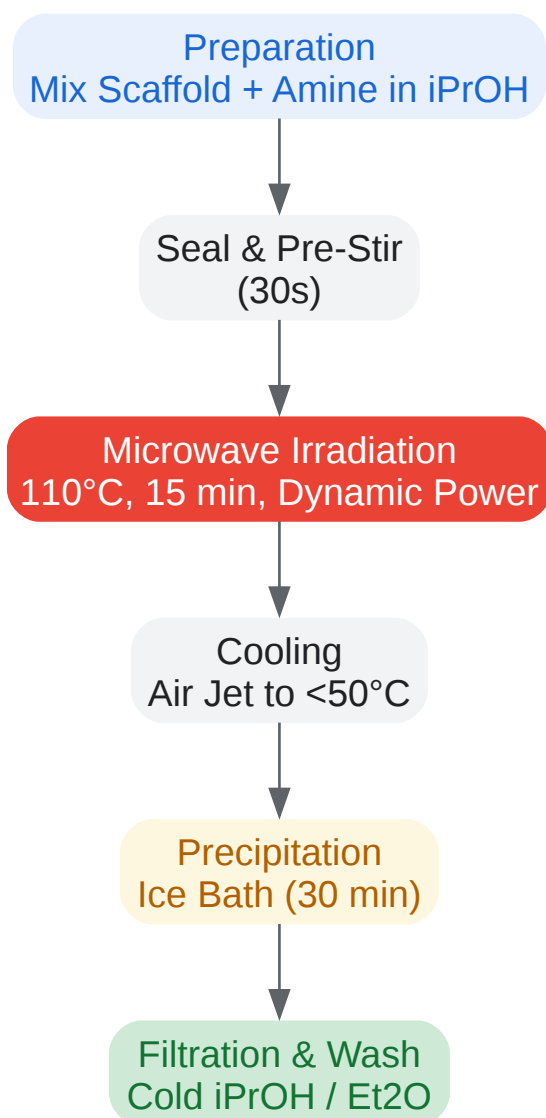 Preparation
Mix Scaffold + Amine in iPrOH
Seal & Pre-Stir
(30s)
Microwave Irradiation
110°C, 15 min, Dynamic Power
Cooling
Air Jet to <50°C
Precipitation
Ice Bath (30 min)
Filtration & Wash
Cold iPrOH / Et2O